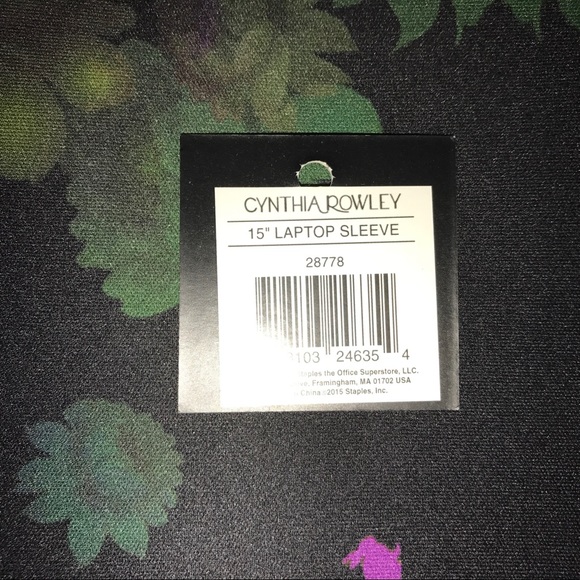 CYNTHIA ROWLEY
15" LAPTOP SLEEVE
28778
103 24635 4
the Office Superstore, LLC.
Framingham, MA 01702 USA
China ©2015 Staples, Inc.